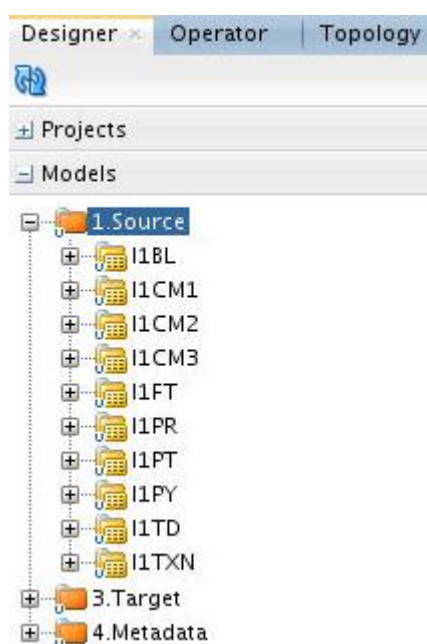 Designer Operator Topology
Projects
Models
1.Source
I1BL
I1CM1
I1CM2
I1CM3
I1FT
I1PR
I1PT
I1PY
I1TD
I1TXN
3.Target
4.Metadata